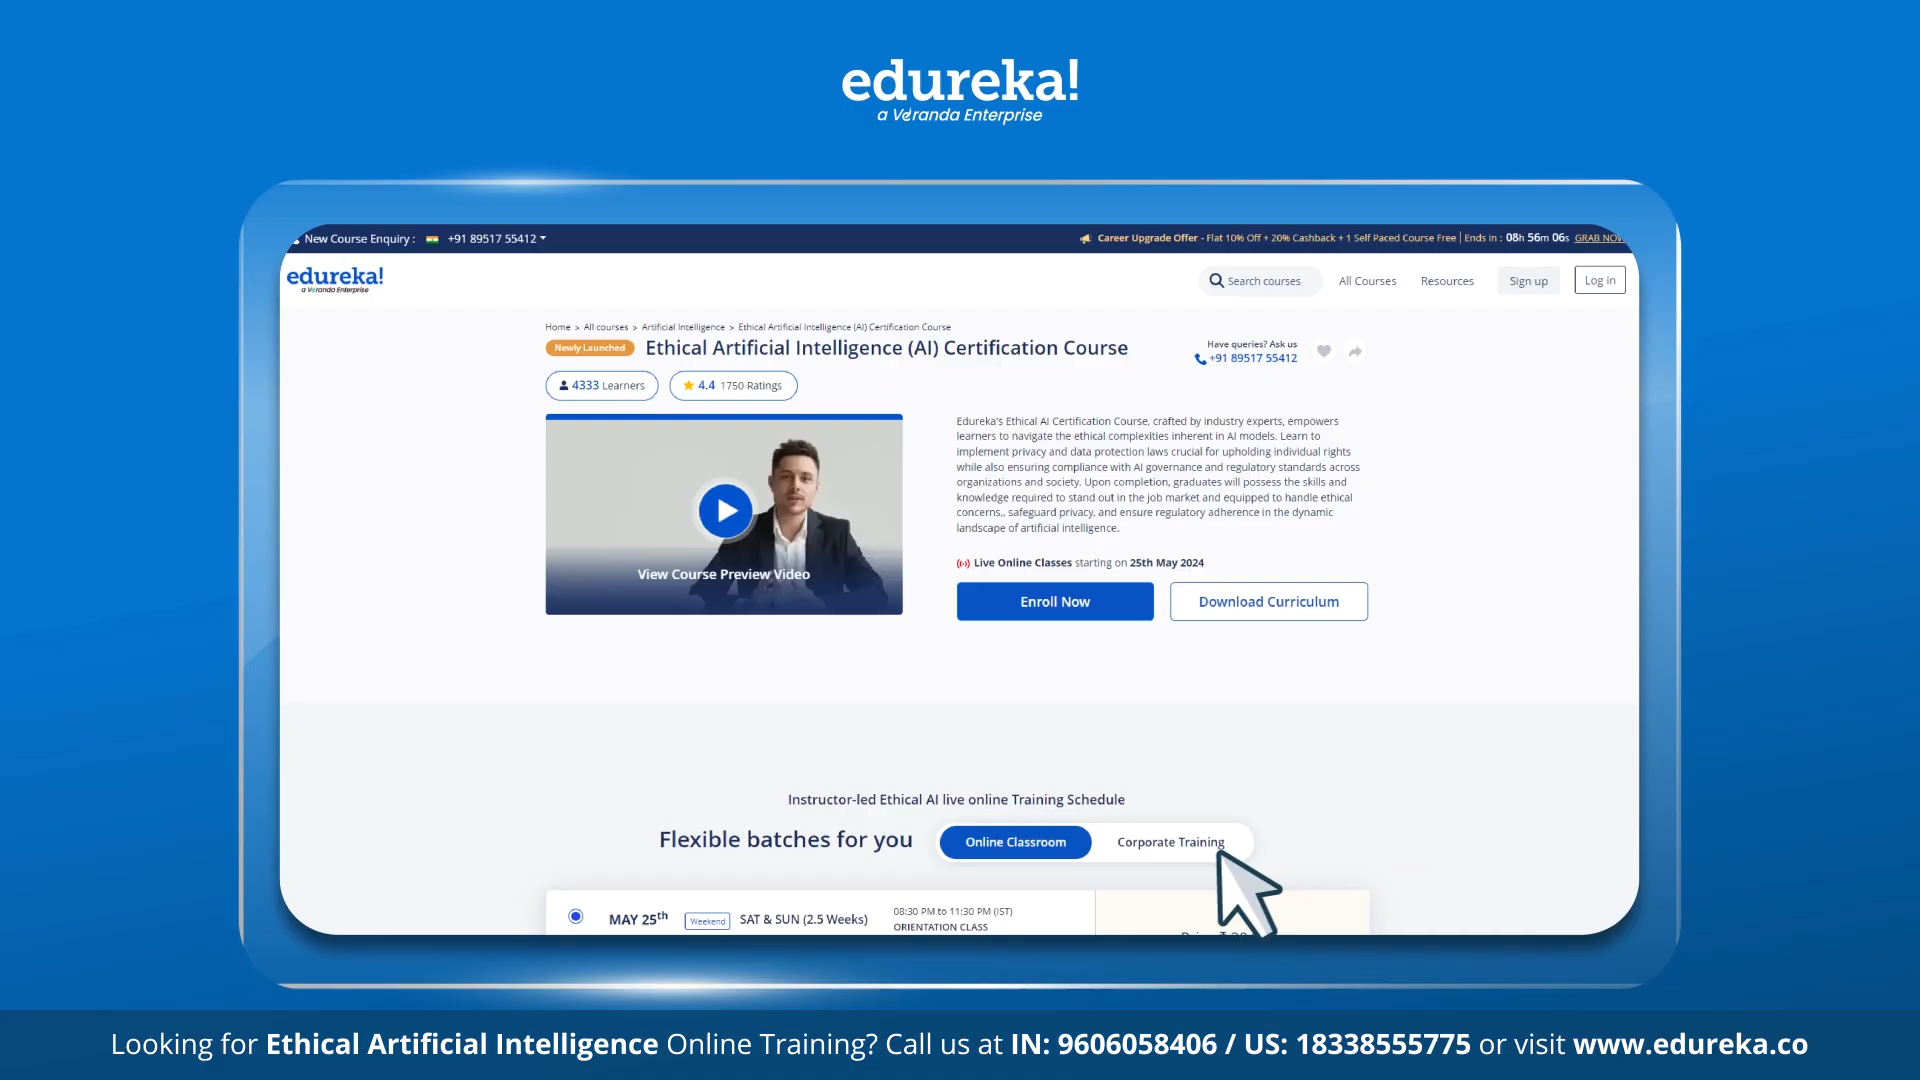 edureka!
a Veranda Enterprise
New Course Enquiry : +91 89517 55412
Career Upgrade Offer - Flat 10% Off + 20% Cashback + 1 Self Paced Course Free | Ends in : 08h 56m 06s GRAB NOW
edureka!
a Veranda Enterprise
Search courses
All Courses
Resources
Sign up
Log in
Home > All courses > Artificial Intelligence > Ethical Artificial Intelligence (AI) Certification Course
Newly Launched
Ethical Artificial Intelligence (AI) Certification Course
Have queries? Ask us
+91 89517 55412
4333 Learners
4.4 1750 Ratings
View Course Preview Video
Edureka's Ethical AI Certification Course, crafted by industry experts, empowers
learners to navigate the ethical complexities inherent in AI models. Learn to
implement privacy and data protection laws crucial for upholding individual rights
while also ensuring compliance with AI governance and regulatory standards across
organizations and society. Upon completion, graduates will possess the skills and
knowledge required to stand out in the job market and equipped to handle ethical
concerns,, safeguard privacy, and ensure regulatory adherence in the dynamic
landscape of artificial intelligence.
Live Online Classes starting on 25th May 2024
Enroll Now
Download Curriculum
Instructor-led Ethical AI live online Training Schedule
Flexible batches for you
Online Classroom
Corporate Training
MAY 25th
Weekend
SAT & SUN (2.5 Weeks)
08:30 PM to 11:30 PM (IST)
ORIENTATION CLASS
Looking for Ethical Artificial Intelligence Online Training? Call us at IN: 9606058406 / US: 18338555775 or visit www.edureka.co